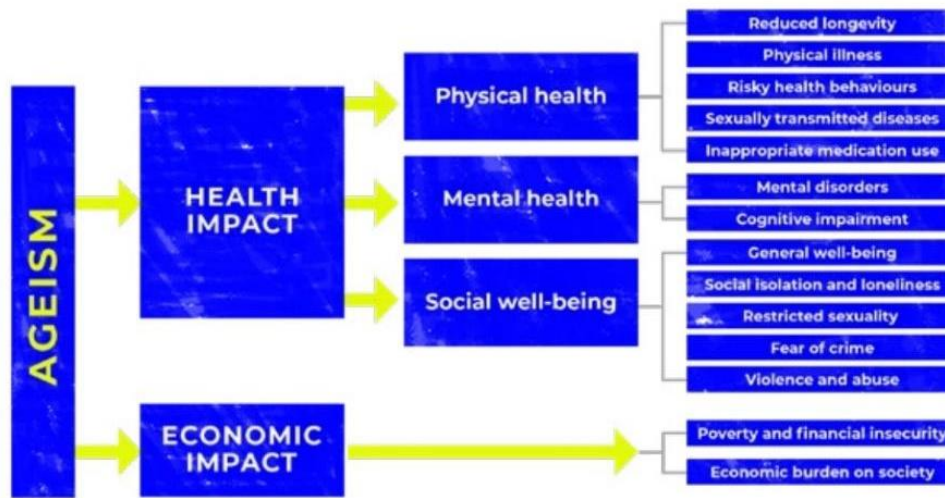 AGEISM
HEALTH
IMPACT
Physical health
Reduced longevity
Physical illness
Risky health behaviours
Sexually transmitted diseases
Inappropriate medication use
Mental health
Mental disorders
Cognitive impairment
Social well-being
General well-being
Social isolation and loneliness
Restricted sexuality
Fear of crime
Violence and abuse
ECONOMIC
IMPACT
Poverty and financial insecurity
Economic burden on society